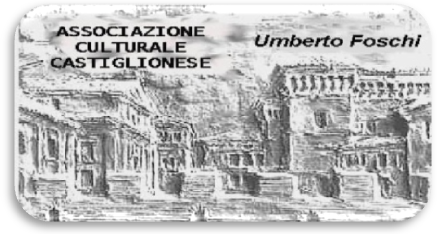 ASSOCIAZIONE
CULTURALE
CASTIGLIONESE
Umberto Foschi